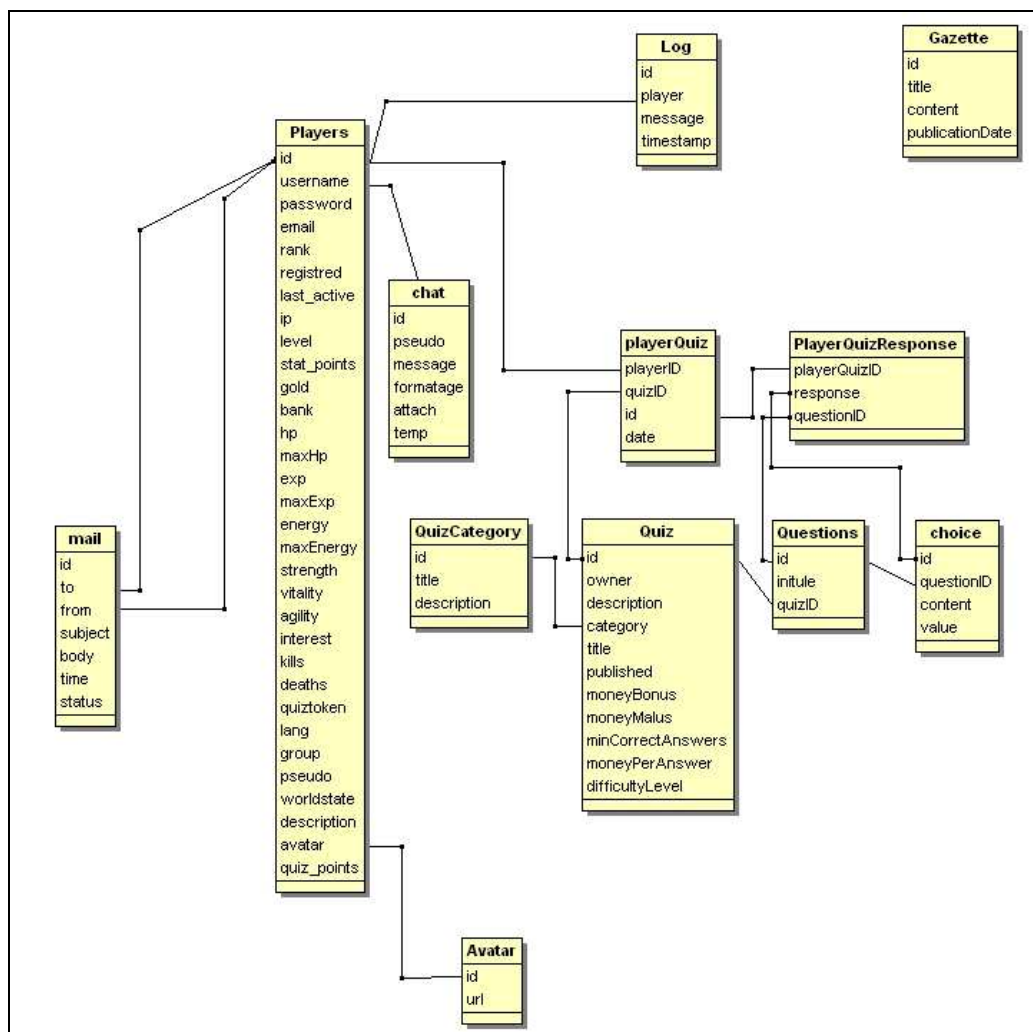 Log
id
player
message
timestamp
Gazette
id
title
content
publicationDate
Players
id
username
password
email
rank
registred
last_active
ip
level
stat_points
gold
bank
hp
maxHp
exp
maxExp
energy
maxEnergy
strength
vitality
agility
interest
kills
deaths
quiztoken
lang
group
pseudo
worldstate
description
avatar
quiz_points
chat
id
pseudo
message
formatage
attach
temp
playerQuiz
playerID
quizID
id
date
PlayerQuizResponse
playerQuizID
response
questionID
mail
id
to
from
subject
body
time
status
QuizCategory
id
title
description
Quiz
id
owner
description
category
title
published
moneyBonus
moneyMalus
minCorrectAnswers
moneyPerAnswer
difficultyLevel
Questions
id
initule
quizID
choice
id
questionID
content
value
Avatar
id
url